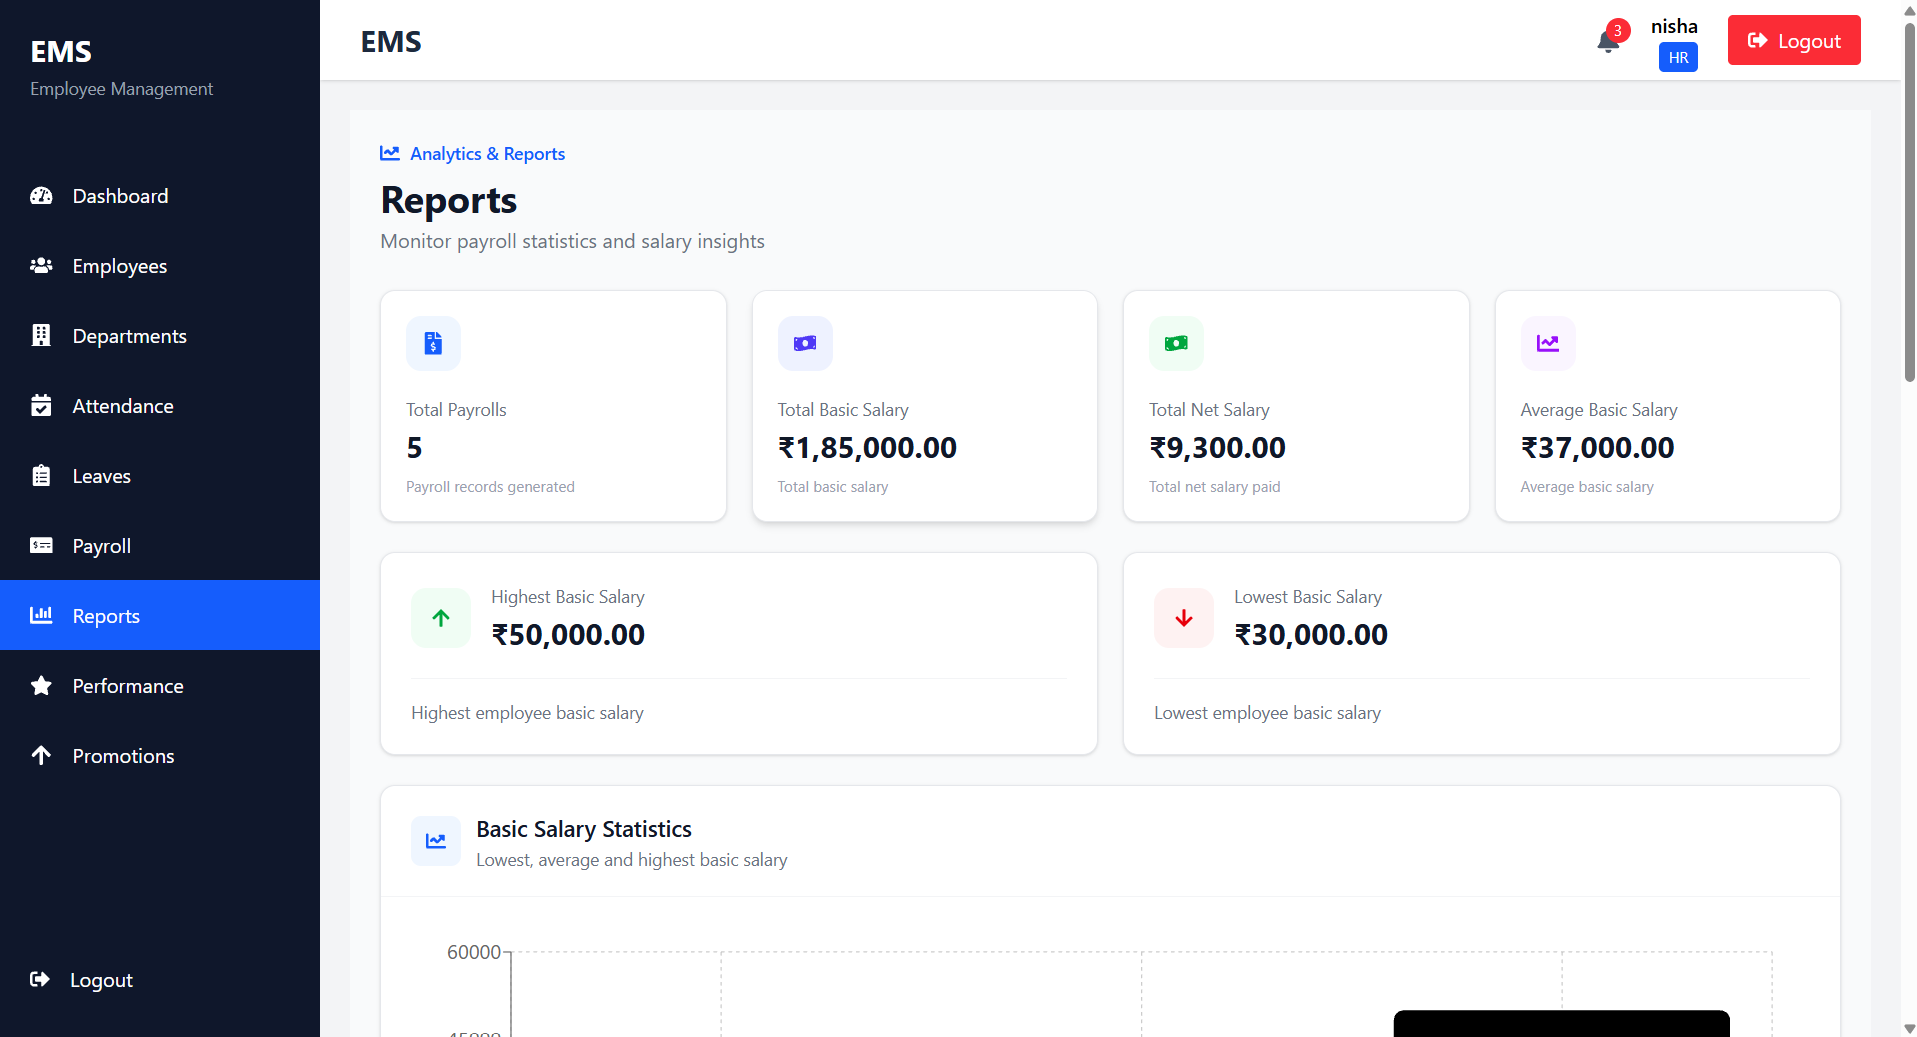 EMS
Employee Management
Dashboard
Employees
Departments
Attendance
Leaves
Payroll
Reports
Performance
Promotions
Logout
EMS
3
nisha
HR
Logout
Analytics & Reports
Reports
Monitor payroll statistics and salary insights
Total Payrolls
5
Payroll records generated
Total Basic Salary
₹1,85,000.00
Total basic salary
Total Net Salary
₹9,300.00
Total net salary paid
Average Basic Salary
₹37,000.00
Average basic salary
Highest Basic Salary
₹50,000.00
Highest employee basic salary
Lowest Basic Salary
₹30,000.00
Lowest employee basic salary
Basic Salary Statistics
Lowest, average and highest basic salary
60000